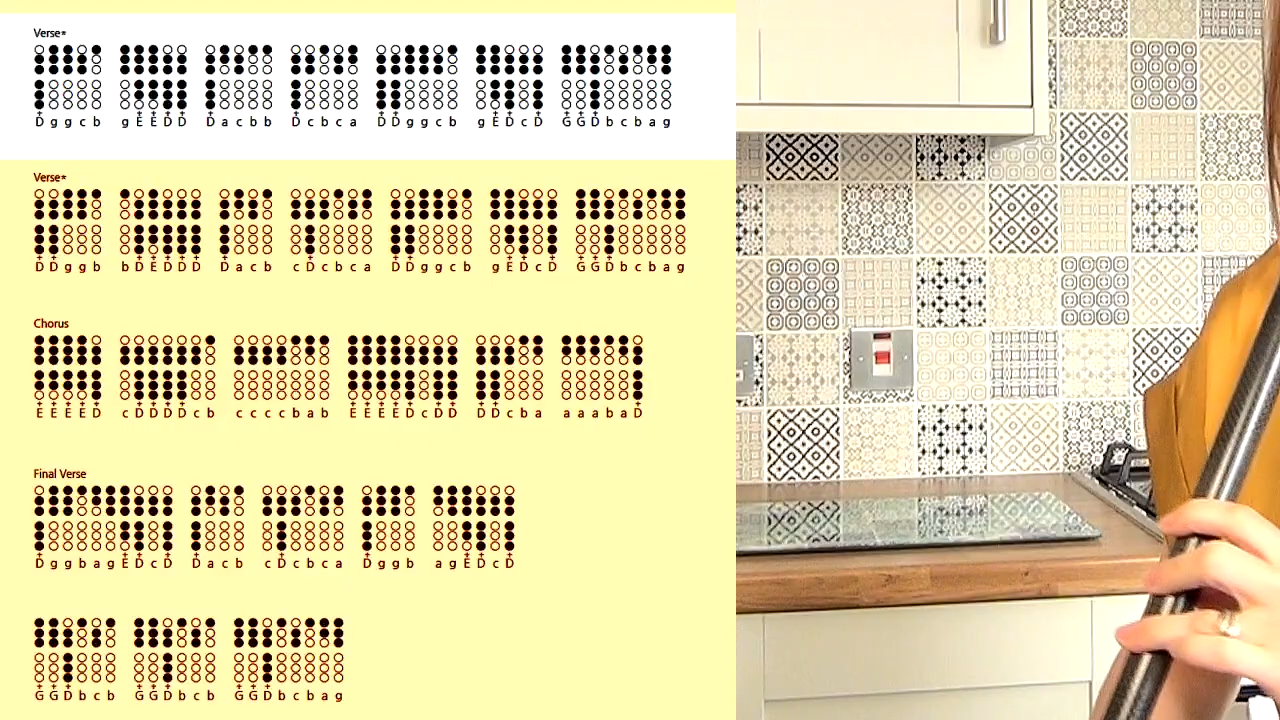 Verse*
D g g c b g E E D D D a c b b D c b c a D D g g c b g E D c D G G D b c b a g
Verse*
D D g g b b D E D D D D a c b c D c b c a D D g g c b g E D c D G G D b c b a g
Chorus
E E E E D c D D D D c b c c c c b a b E E E E D c D D D D c b a a a a b a D
Final Verse
D g g b a g E D c D D a c b c D c b c a D g g b a g E D c D
G G D b c b G G D b c b G G D b c b a g